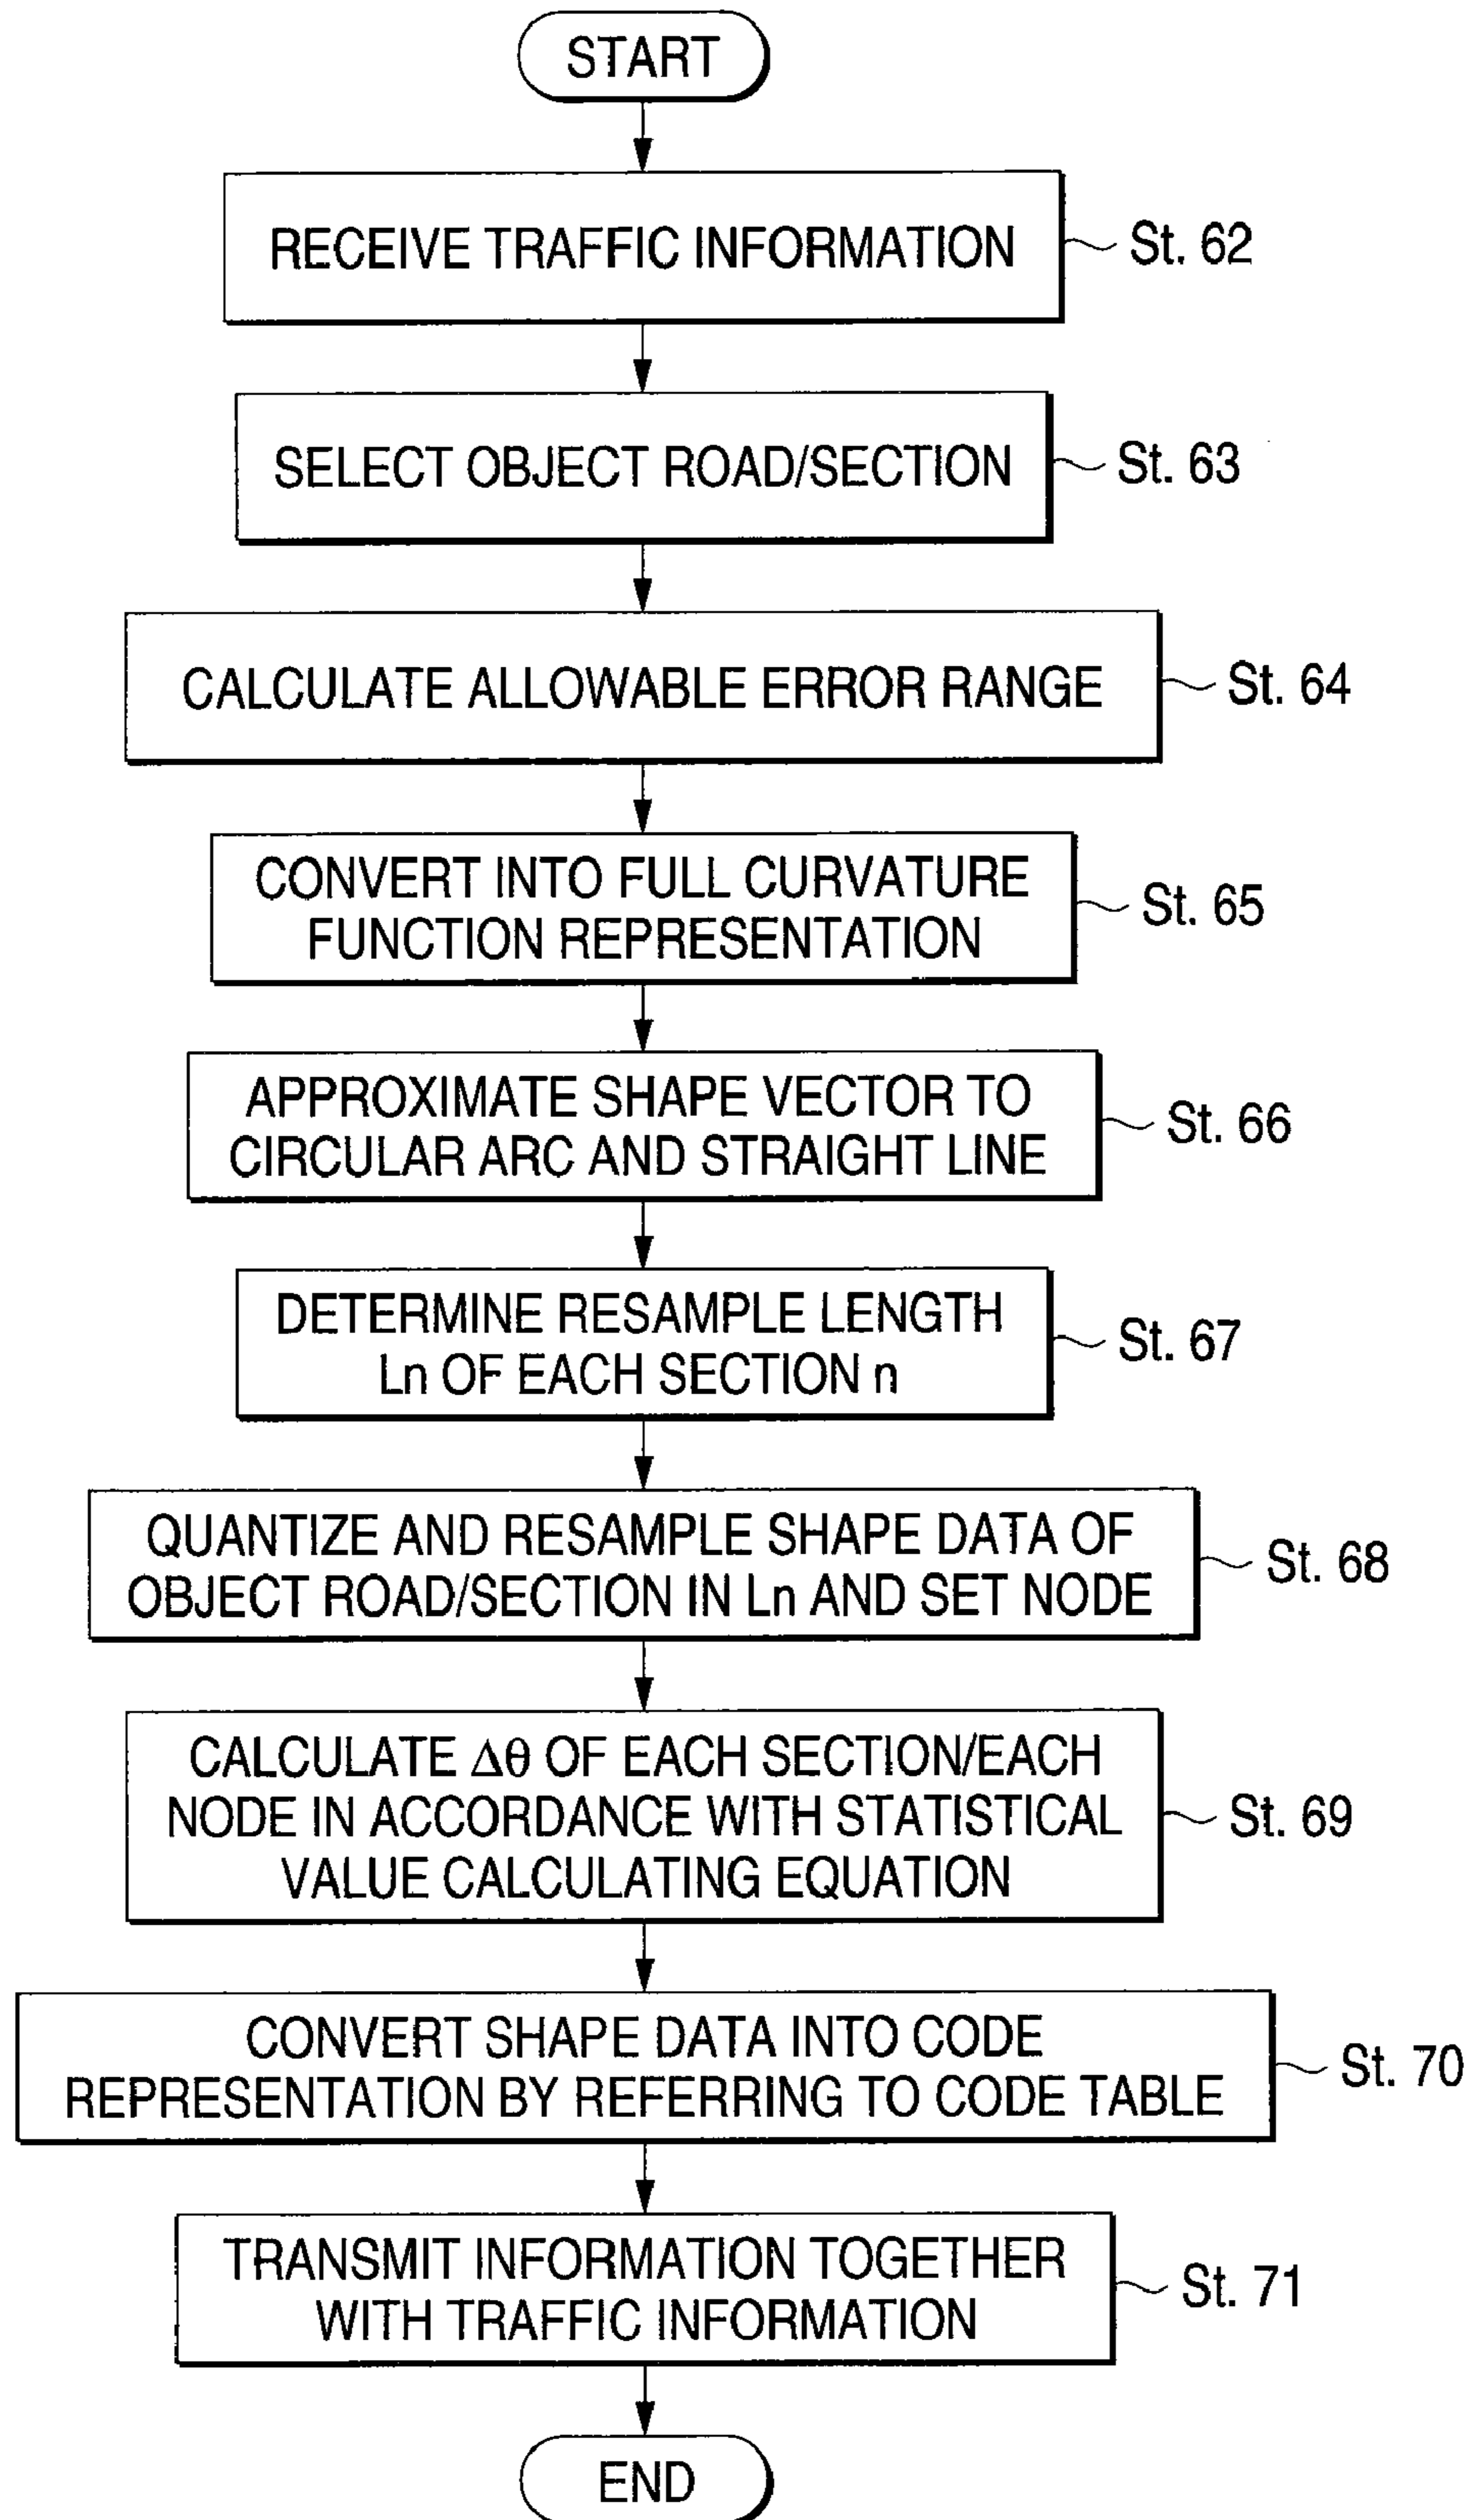 START
RECEIVE TRAFFIC INFORMATION
St. 62
SELECT OBJECT ROAD/SECTION
St. 63
CALCULATE ALLOWABLE ERROR RANGE
St. 64
CONVERT INTO FULL CURVATURE
FUNCTION REPRESENTATION
St. 65
APPROXIMATE SHAPE VECTOR TO
CIRCULAR ARC AND STRAIGHT LINE
St. 66
DETERMINE RESAMPLE LENGTH
Ln OF EACH SECTION n
St. 67
QUANTIZE AND RESAMPLE SHAPE DATA OF
OBJECT ROAD/SECTION IN Ln AND SET NODE
St. 68
CALCULATE Δθ OF EACH SECTION/EACH
NODE IN ACCORDANCE WITH STATISTICAL
VALUE CALCULATING EQUATION
St. 69
CONVERT SHAPE DATA INTO CODE
REPRESENTATION BY REFERRING TO CODE TABLE
St. 70
TRANSMIT INFORMATION TOGETHER
WITH TRAFFIC INFORMATION
St. 71
END